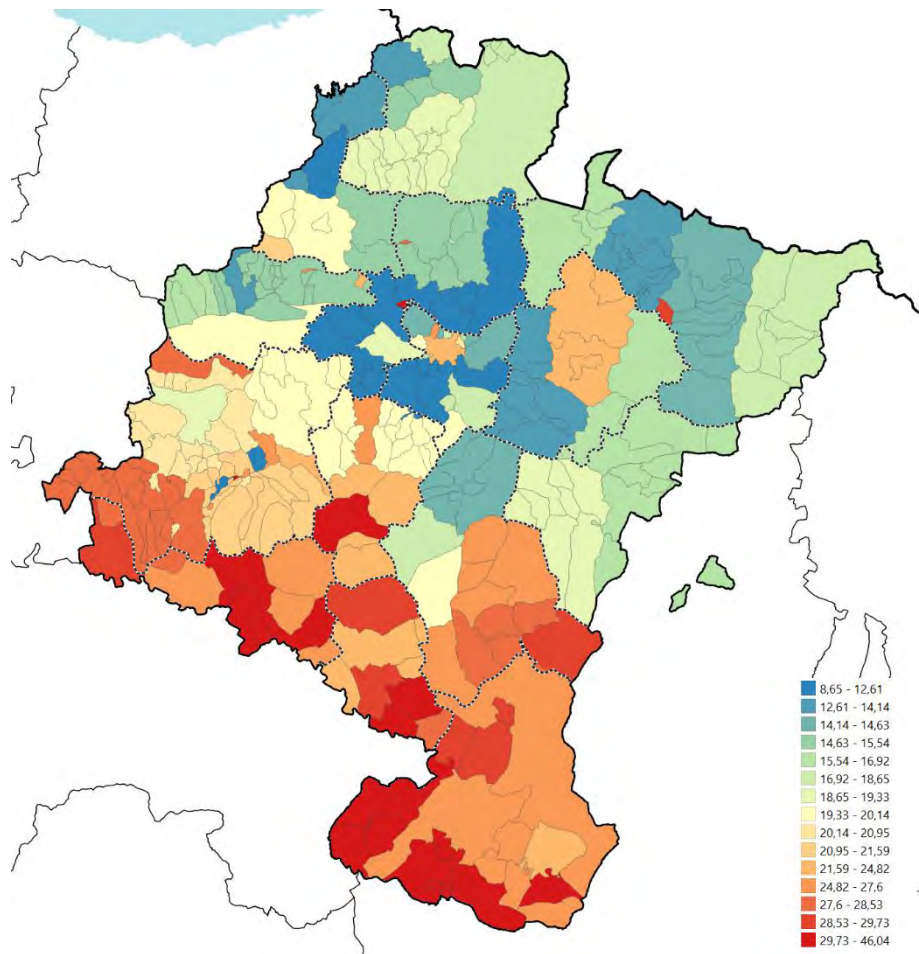 8,65 - 12,61
12,61 - 14,14
14,14 - 14,63
14,63 - 15,54
15,54 - 16,92
16,92 - 18,65
18,65 - 19,33
19,33 - 20,14
20,14 - 20,95
20,95 - 21,59
21,59 - 24,82
24,82 - 27,6
27,6 - 28,53
28,53 - 29,73
29,73 - 46,04